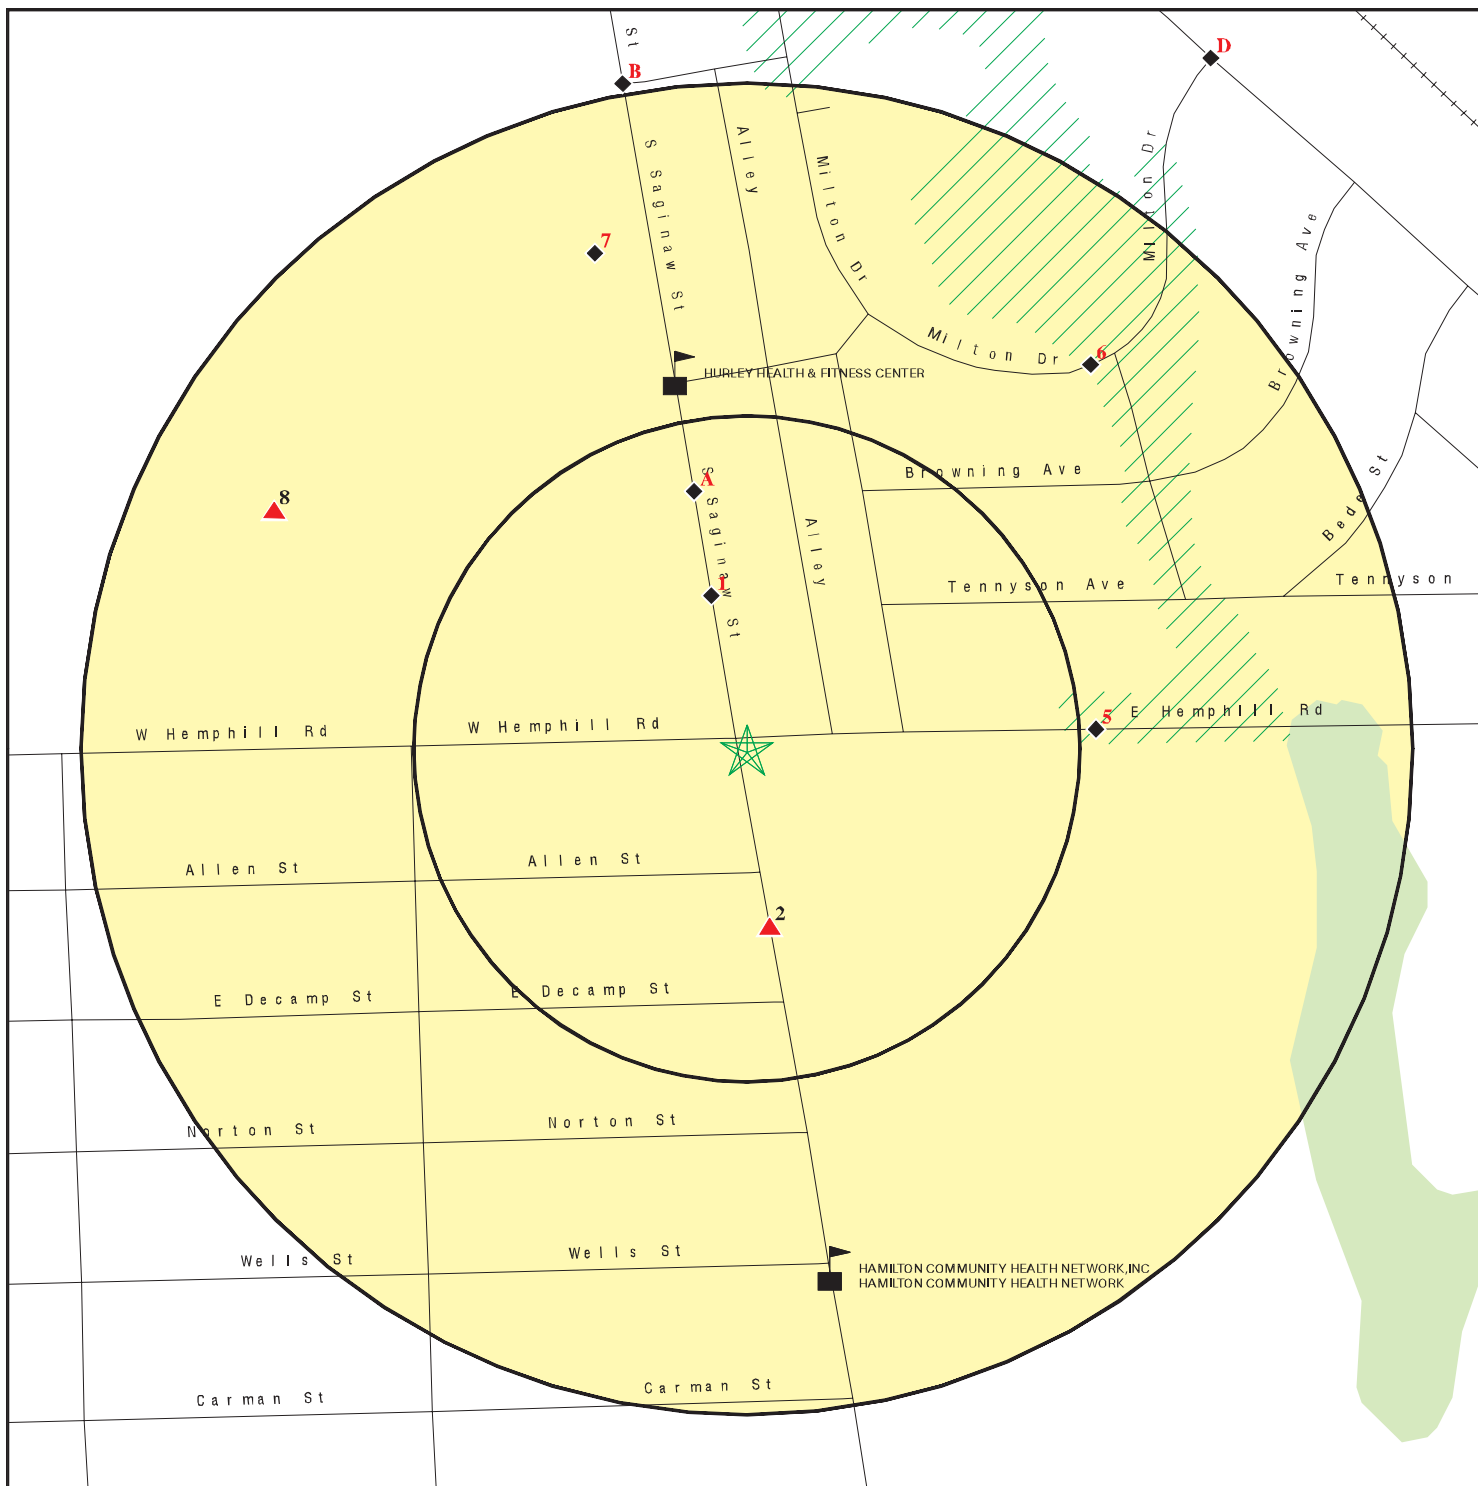 St
B
D
S Saginaw St
Alley
Milton Dr
Milton Dr
7
Browning Ave
Milton Dr
6
HURLEY HEALTH & FITNESS CENTER
8
S Saginaw St
A
Browning Ave
Bede St
Alley
1
Tennyson Ave
Tennyson
W Hemphill Rd
W Hemphill Rd
5
E Hemphill Rd
Allen St
Allen St
2
E Decamp St
E Decamp St
Norton St
Norton St
Wells St
Wells St
HAMILTON COMMUNITY HEALTH NETWORK,INC
HAMILTON COMMUNITY HEALTH NETWORK
Carman St
Carman St